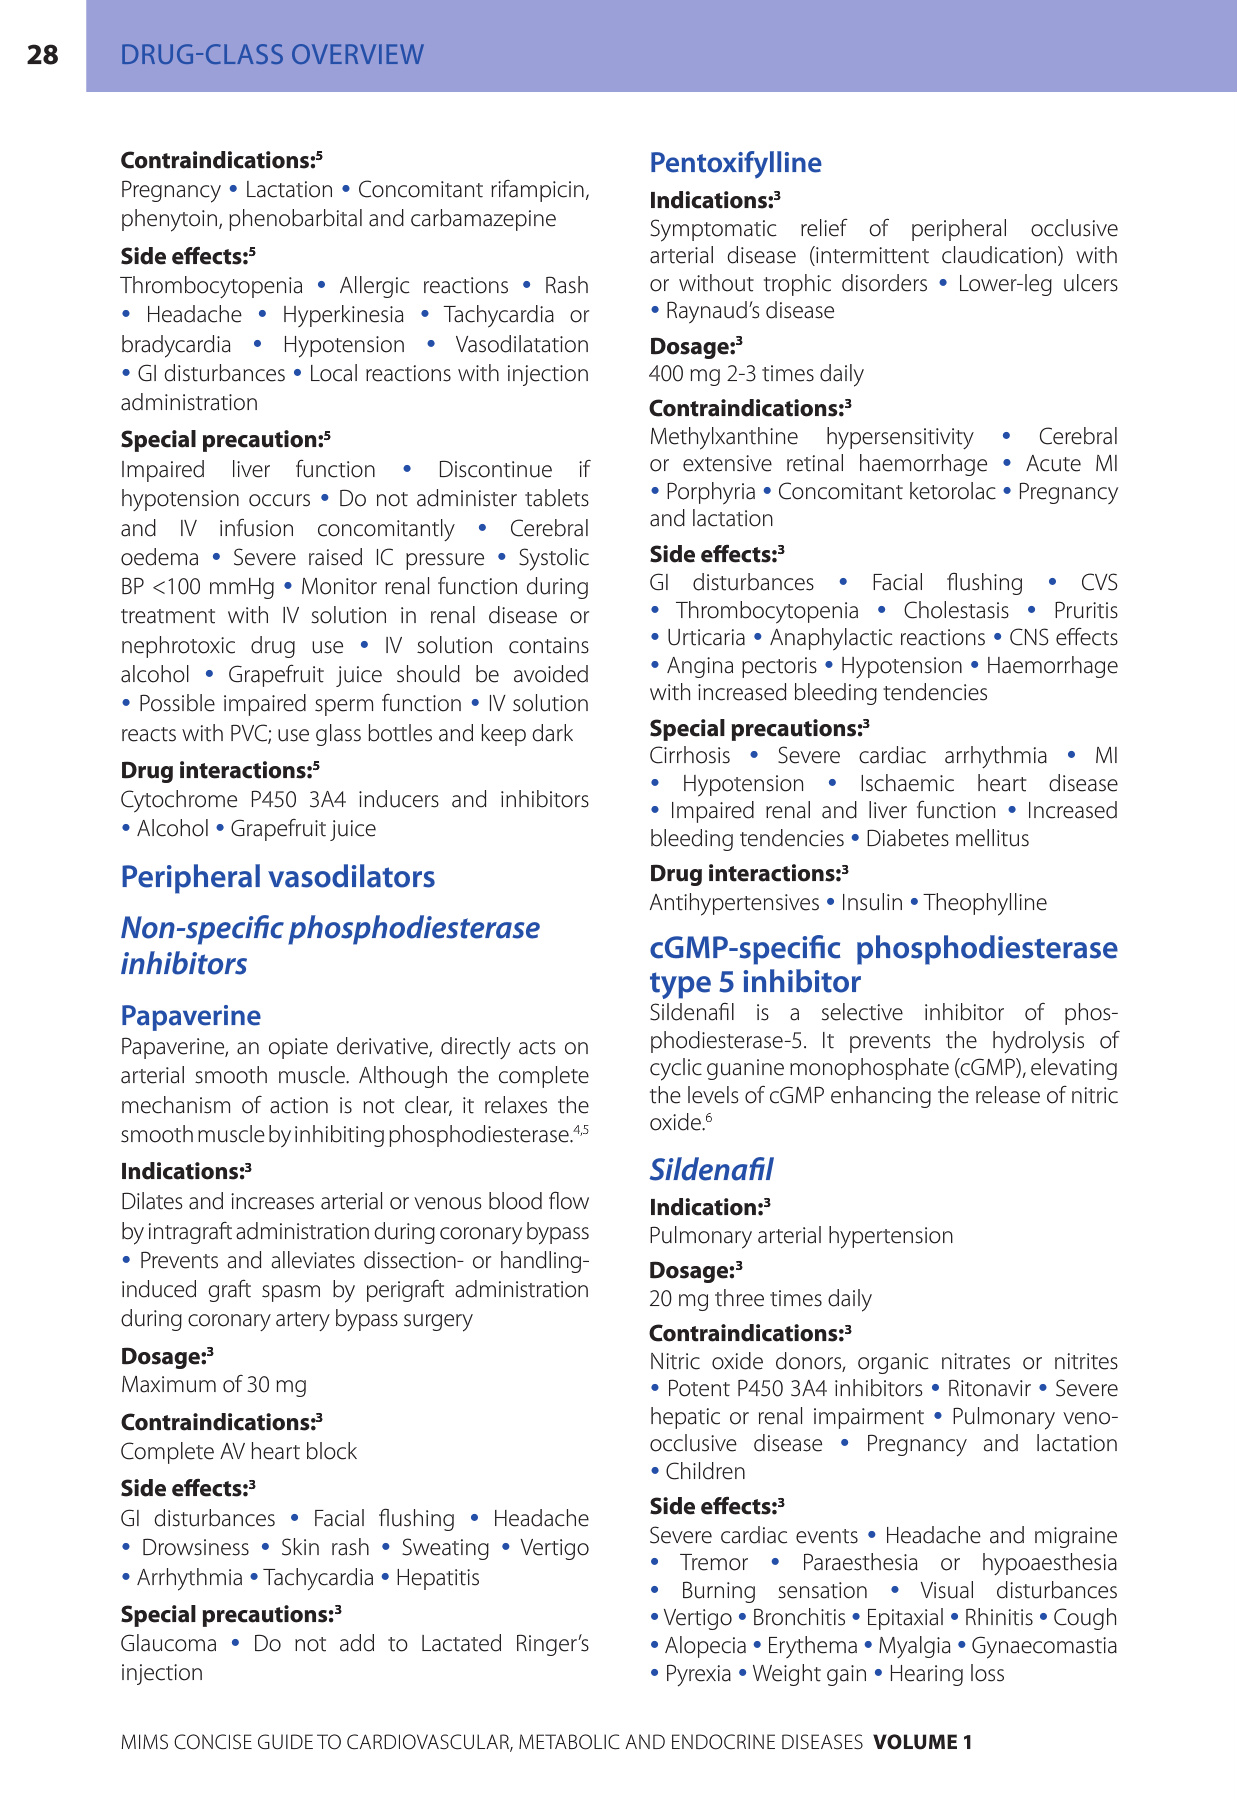 28
DRUG-CLASS OVERVIEW
Contraindications:5
Pregnancy • Lactation • Concomitant rifampicin,
phenytoin, phenobarbital and carbamazepine
Side effects:5
Thrombocytopenia • Allergic reactions • Rash
• Headache • Hyperkinesia • Tachycardia or
bradycardia • Hypotension • Vasodilatation
• GI disturbances • Local reactions with injection
administration
Special precaution:5
Impaired liver function • Discontinue if
hypotension occurs • Do not administer tablets
and IV infusion concomitantly • Cerebral
oedema • Severe raised IC pressure • Systolic
BP <100 mmHg • Monitor renal function during
treatment with IV solution in renal disease or
nephrotoxic drug use • IV solution contains
alcohol • Grapefruit juice should be avoided
• Possible impaired sperm function • IV solution
reacts with PVC; use glass bottles and keep dark
Drug interactions:5
Cytochrome P450 3A4 inducers and inhibitors
• Alcohol • Grapefruit juice
Peripheral vasodilators
Non-specific phosphodiesterase
inhibitors
Papaverine
Papaverine, an opiate derivative, directly acts on
arterial smooth muscle. Although the complete
mechanism of action is not clear, it relaxes the
smooth muscle by inhibiting phosphodiesterase.4,5
Indications:3
Dilates and increases arterial or venous blood flow
by intragraft administration during coronary bypass
• Prevents and alleviates dissection- or handling-
induced graft spasm by perigraft administration
during coronary artery bypass surgery
Dosage:3
Maximum of 30 mg
Contraindications:3
Complete AV heart block
Side effects:3
GI disturbances • Facial flushing • Headache
• Drowsiness • Skin rash • Sweating • Vertigo
• Arrhythmia • Tachycardia • Hepatitis
Special precautions:3
Glaucoma • Do not add to Lactated Ringer's
injection
Pentoxifylline
Indications:3
Symptomatic relief of peripheral occlusive
arterial disease (intermittent claudication) with
or without trophic disorders • Lower-leg ulcers
• Raynaud's disease
Dosage:3
400 mg 2-3 times daily
Contraindications:3
Methylxanthine hypersensitivity • Cerebral
or extensive retinal haemorrhage • Acute MI
• Porphyria • Concomitant ketorolac • Pregnancy
and lactation
Side effects:3
GI disturbances • Facial flushing • CVS
• Thrombocytopenia • Cholestasis • Pruritis
• Urticaria • Anaphylactic reactions • CNS effects
• Angina pectoris • Hypotension • Haemorrhage
with increased bleeding tendencies
Special precautions:3
Cirrhosis • Severe cardiac arrhythmia • MI
• Hypotension • Ischaemic heart disease
• Impaired renal and liver function • Increased
bleeding tendencies • Diabetes mellitus
Drug interactions:3
Antihypertensives • Insulin • Theophylline
cGMP-specific phosphodiesterase
type 5 inhibitor
Sildenafil is a selective inhibitor of phos-
phodiesterase-5. It prevents the hydrolysis of
cyclic guanine monophosphate (cGMP), elevating
the levels of cGMP enhancing the release of nitric
oxide.6
Sildenafil
Indication:3
Pulmonary arterial hypertension
Dosage:3
20 mg three times daily
Contraindications:3
Nitric oxide donors, organic nitrates or nitrites
• Potent P450 3A4 inhibitors • Ritonavir • Severe
hepatic or renal impairment • Pulmonary veno-
occlusive disease • Pregnancy and lactation
• Children
Side effects:3
Severe cardiac events • Headache and migraine
• Tremor • Paraesthesia or hypoaesthesia
• Burning sensation • Visual disturbances
• Vertigo • Bronchitis • Epitaxial • Rhinitis • Cough
• Alopecia • Erythema • Myalgia • Gynaecomastia
• Pyrexia • Weight gain • Hearing loss
MIMS CONCISE GUIDE TO CARDIOVASCULAR, METABOLIC AND ENDOCRINE DISEASES VOLUME 1